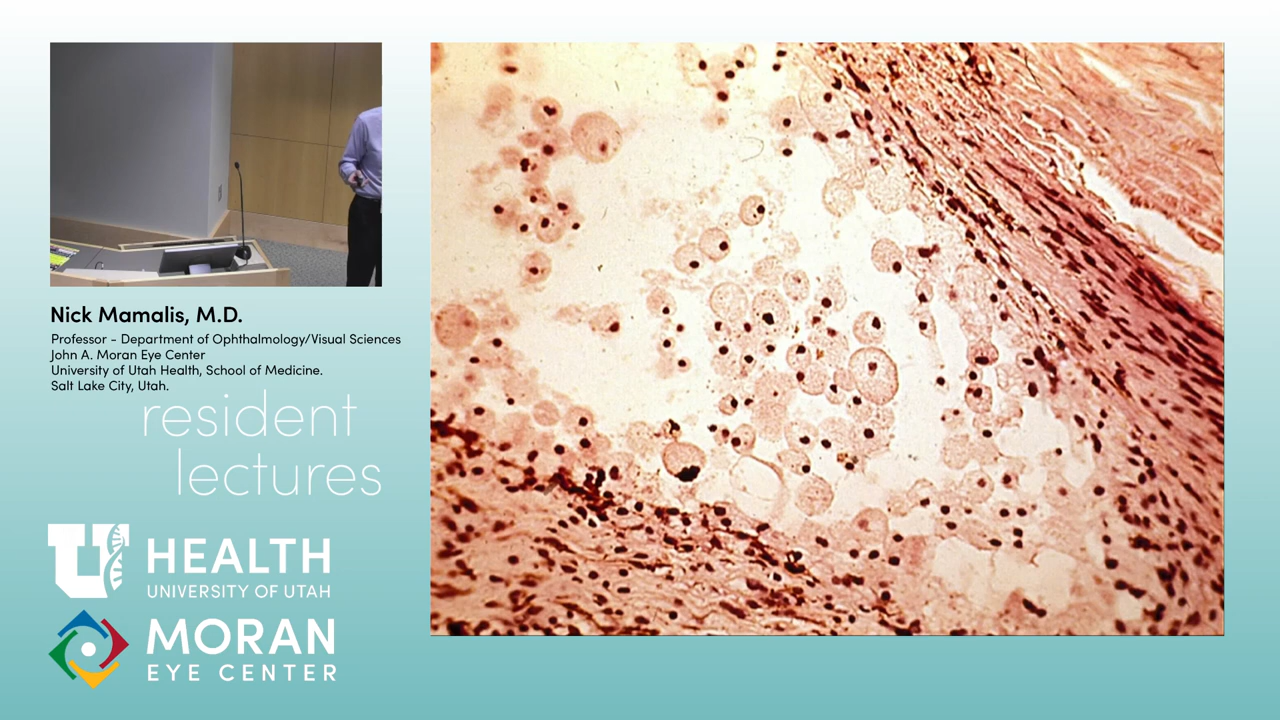 Nick Mamalis, M.D.
Professor - Department of Ophthalmology/Visual Sciences
John A. Moran Eye Center
University of Utah Health, School of Medicine.
Salt Lake City, Utah.
resident
lectures
U HEALTH
UNIVERSITY OF UTAH
MORAN
EYE CENTER